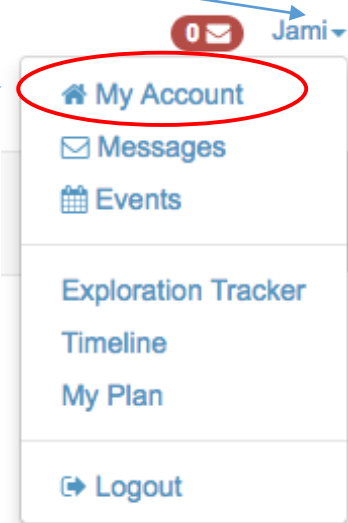 0 Jami
My Account
Messages
Events
Exploration Tracker
Timeline
My Plan
Logout